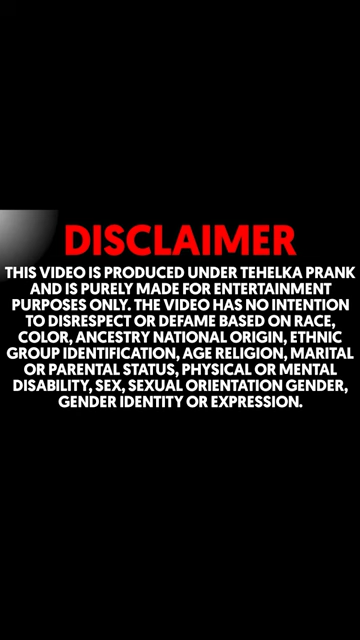 DISCLAIMER
THIS VIDEO IS PRODUCED UNDER TEHELKA PRANK
AND IS PURELY MADE FOR ENTERTAINMENT
PURPOSES ONLY. THE VIDEO HAS NO INTENTION
TO DISRESPECT OR DEFAME BASED ON RACE,
COLOR, ANCESTRY NATIONAL ORIGIN, ETHNIC
GROUP IDENTIFICATION, AGE RELIGION, MARITAL
OR PARENTAL STATUS, PHYSICAL OR MENTAL
DISABILITY, SEX, SEXUAL ORIENTATION GENDER,
GENDER IDENTITY OR EXPRESSION.